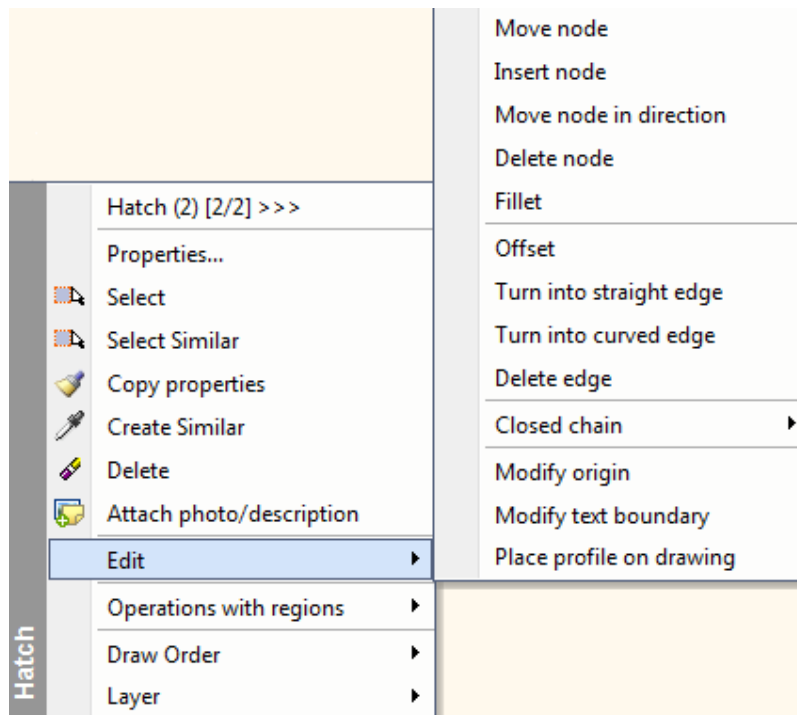 Move node
Insert node
Move node in direction
Delete node
Fillet
Offset
Turn into straight edge
Turn into curved edge
Delete edge
Closed chain
Modify origin
Modify text boundary
Place profile on drawing
Hatch (2) [2/2] >>>
Properties...
Select
Select Similar
Copy properties
Create Similar
Delete
Attach photo/description
Edit
Operations with regions
Draw Order
Layer
Hatch